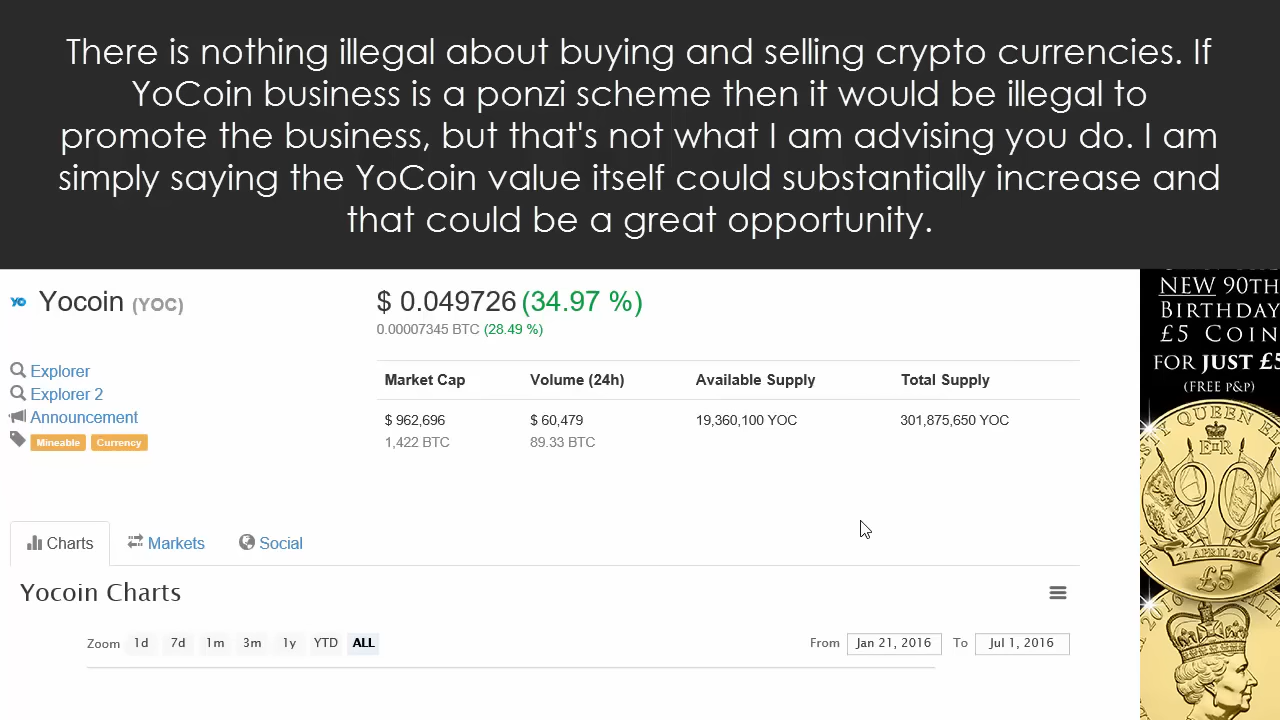 There is nothing illegal about buying and selling crypto currencies. If
YoCoin business is a ponzi scheme then it would be illegal to
promote the business, but that's not what I am advising you do. I am
simply saying the YoCoin value itself could substantially increase and
that could be a great opportunity.
Yocoin (YOC)
$ 0.049726 (34.97 %)
0.00007345 BTC (28.49 %)
Explorer
Explorer 2
Announcement
Mineable Currency
Market Cap Volume (24h) Available Supply Total Supply
$ 962,696 $ 60,479 19,360,100 YOC 301,875,650 YOC
1,422 BTC 89.33 BTC
Charts Markets Social
Yocoin Charts
Zoom 1d 7d 1m 3m 1y YTD ALL From Jan 21, 2016 To Jul 1, 2016
NEW 90TH
BIRTHDAY
£5 COIN
FOR JUST £5
(FREE P&P)
QUEEN
E R
90
21 APRIL 2016
£5
2016